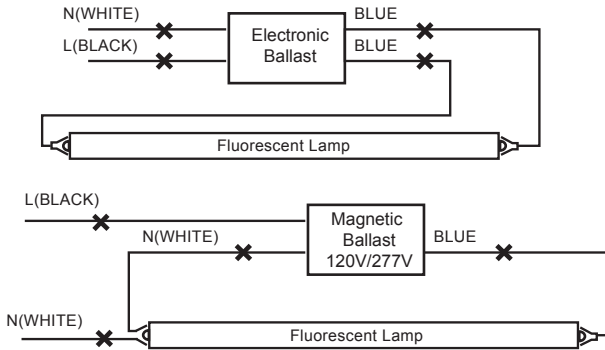 N(WHITE)
BLUE
L(BLACK)
Electronic
Ballast
BLUE
Fluorescent Lamp
L(BLACK)
N(WHITE)
Magnetic
Ballast
120V/277V
BLUE
N(WHITE)
Fluorescent Lamp